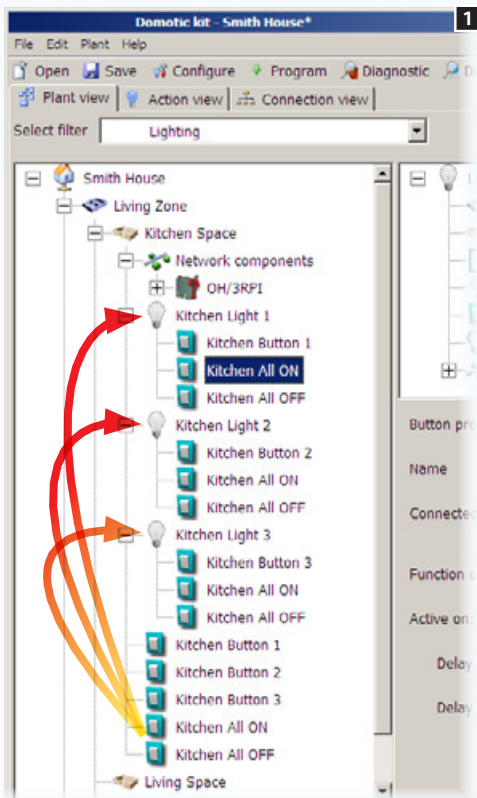 Domotic kit - Smith House*
1
File Edit Plant Help
Open Save Configure Program Diagnostic
Plant view Action view Connection view
Select filter Lighting
Smith House
Living Zone
Kitchen Space
Network components
OH/3RPI
Kitchen Light 1
Kitchen Button 1
Kitchen All ON
Kitchen All OFF
Kitchen Light 2
Kitchen Button 2
Kitchen All ON
Kitchen All OFF
Kitchen Light 3
Kitchen Button 3
Kitchen All ON
Kitchen All OFF
Kitchen Button 1
Kitchen Button 2
Kitchen Button 3
Kitchen All ON
Kitchen All OFF
Living Space
Button pro
Name
Connected
Function
Active on:
Delay
Delay